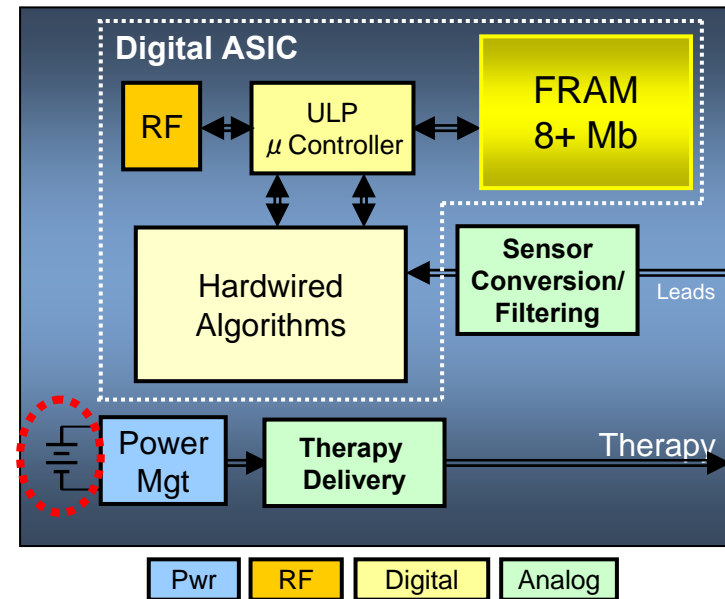 Digital ASIC
RF
ULP
μ Controller
FRAM
8+ Mb
Hardwired
Algorithms
Sensor
Conversion/
Filtering
Leads
Power
Mgt
Therapy
Delivery
Therapy
Pwr
RF
Digital
Analog